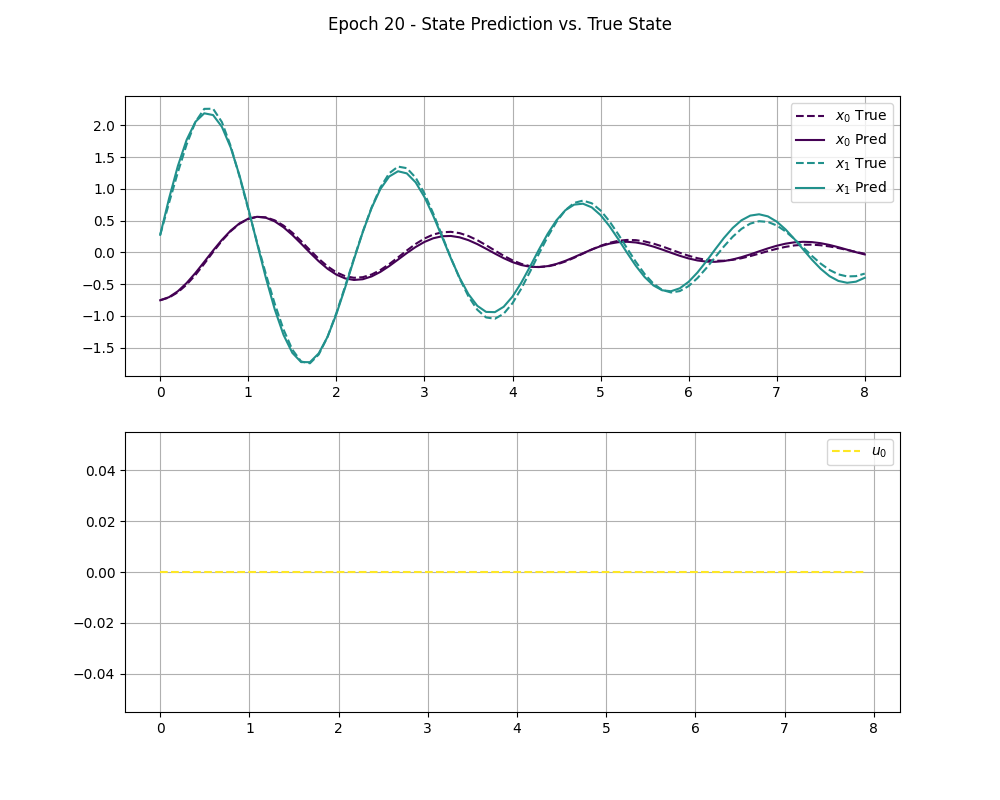 Epoch 20 - State Prediction vs. True State
2.0
1.5
1.0
0.5
0.0
−0.5
−1.0
−1.5
x₀ True
x₀ Pred
x₁ True
x₁ Pred
0 1 2 3 4 5 6 7 8
0.04
0.02
0.00
−0.02
−0.04
u₀
0 1 2 3 4 5 6 7 8